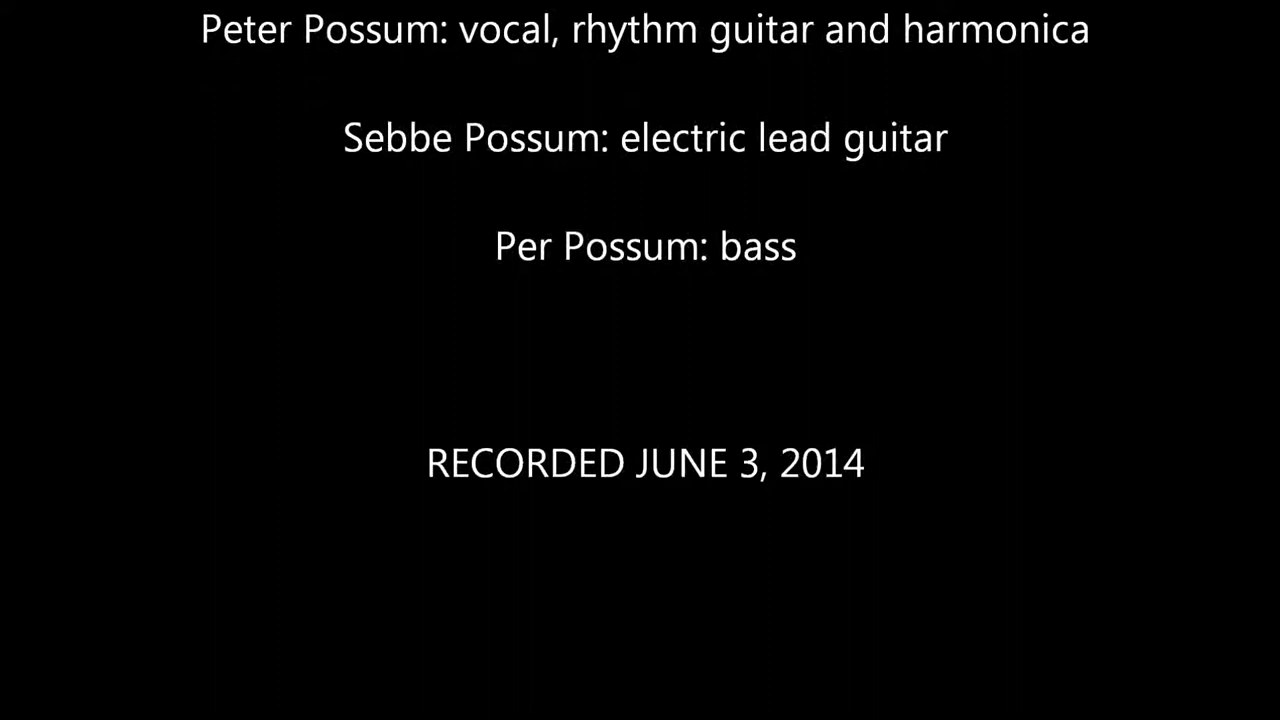 Peter Possum: vocal, rhythm guitar and harmonica
Sebbe Possum: electric lead guitar
Per Possum: bass
RECORDED JUNE 3, 2014